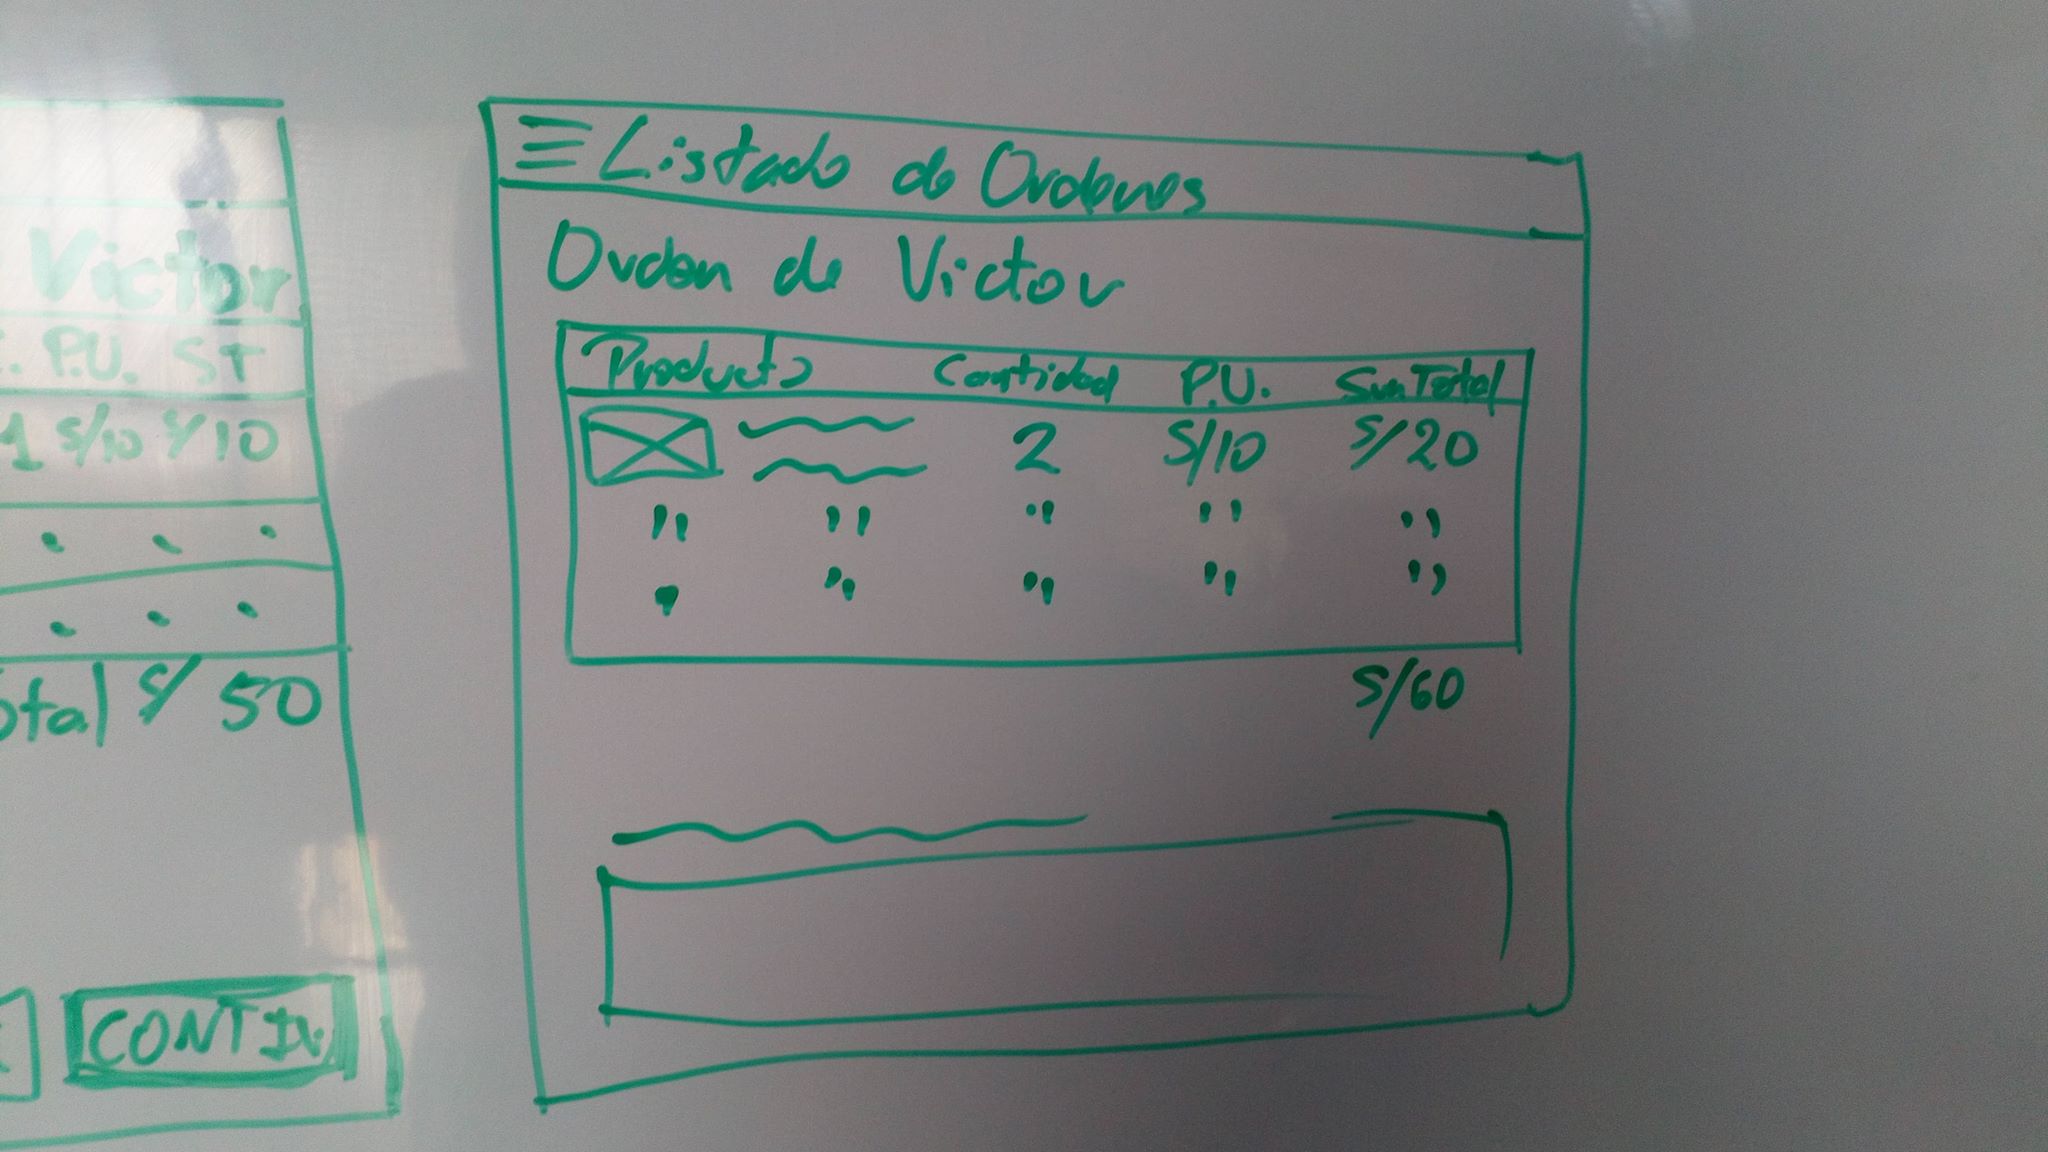 Victor
P.U. ST
1 S/10 S/10
otal S/ 50
CONTIN
Listado de Ordenes
Orden de Victor
Producto Cantidad P.U. SubTotal
2 S/10 S/20
" " " " "
" " " "
S/60